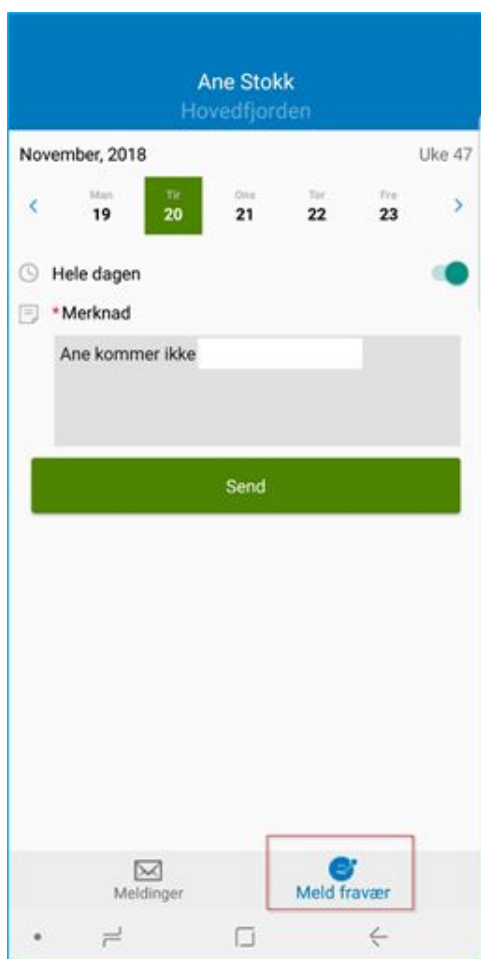 Ane Stokk
Hovedfjorden
November, 2018 Uke 47
Man Tir Ons Tor Fre
19 20 21 22 23
Hele dagen
*Merknad
Ane kommer ikke
Send
Meldinger Meld fravær